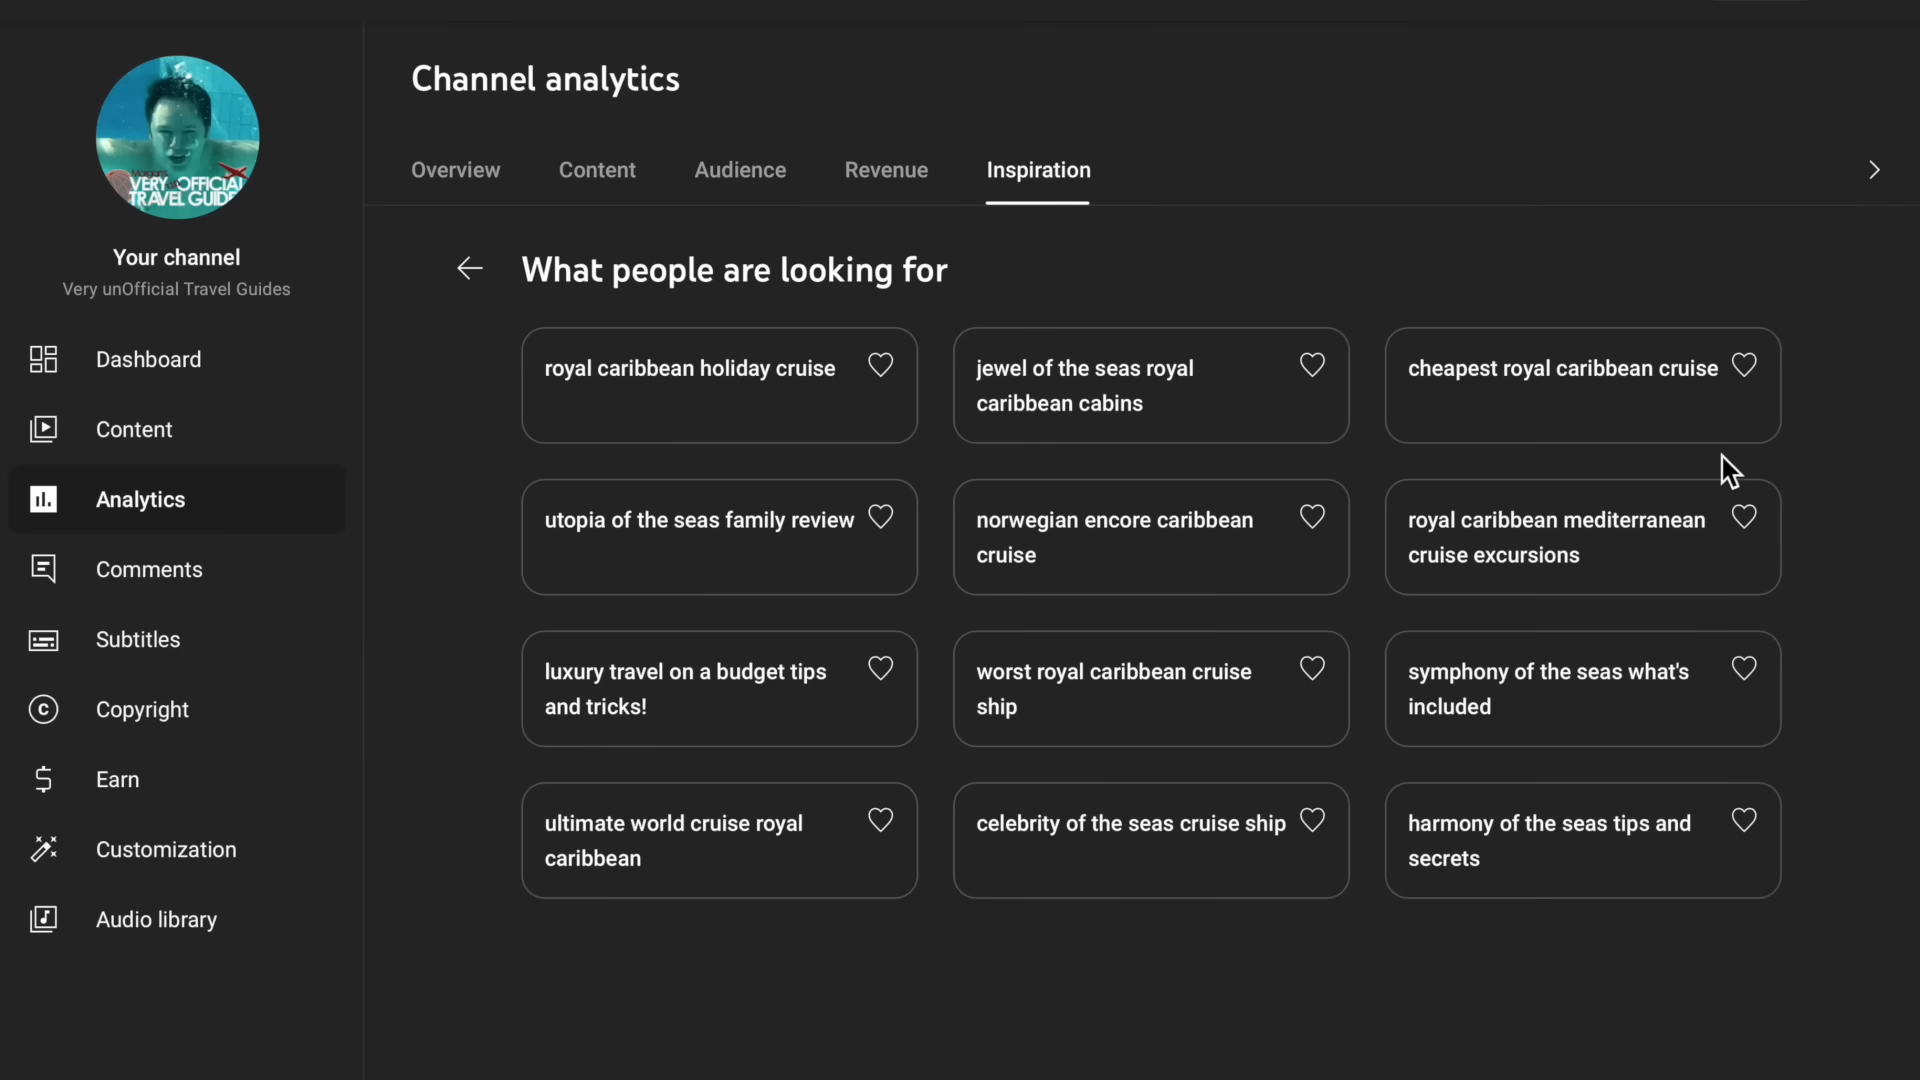 Channel analytics
Overview
Content
Audience
Revenue
Inspiration
VERY unOFFICIAL
TRAVEL GUIDE
Your channel
Very unOfficial Travel Guides
Dashboard
Content
Analytics
Comments
Subtitles
Copyright
Earn
Customization
Audio library
What people are looking for
royal caribbean holiday cruise
jewel of the seas royal
caribbean cabins
cheapest royal caribbean cruise
utopia of the seas family review
norwegian encore caribbean
cruise
royal caribbean mediterranean
cruise excursions
luxury travel on a budget tips
and tricks!
worst royal caribbean cruise
ship
symphony of the seas what's
included
ultimate world cruise royal
caribbean
celebrity of the seas cruise ship
harmony of the seas tips and
secrets